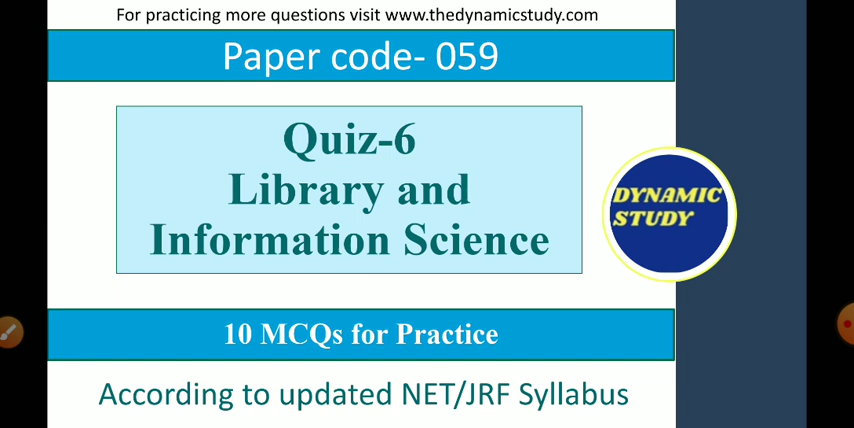 For practicing more questions visit www.thedynamicstudy.com
Paper code- 059
Quiz-6
Library and
Information Science
DYNAMIC
STUDY
10 MCQs for Practice
According to updated NET/JRF Syllabus